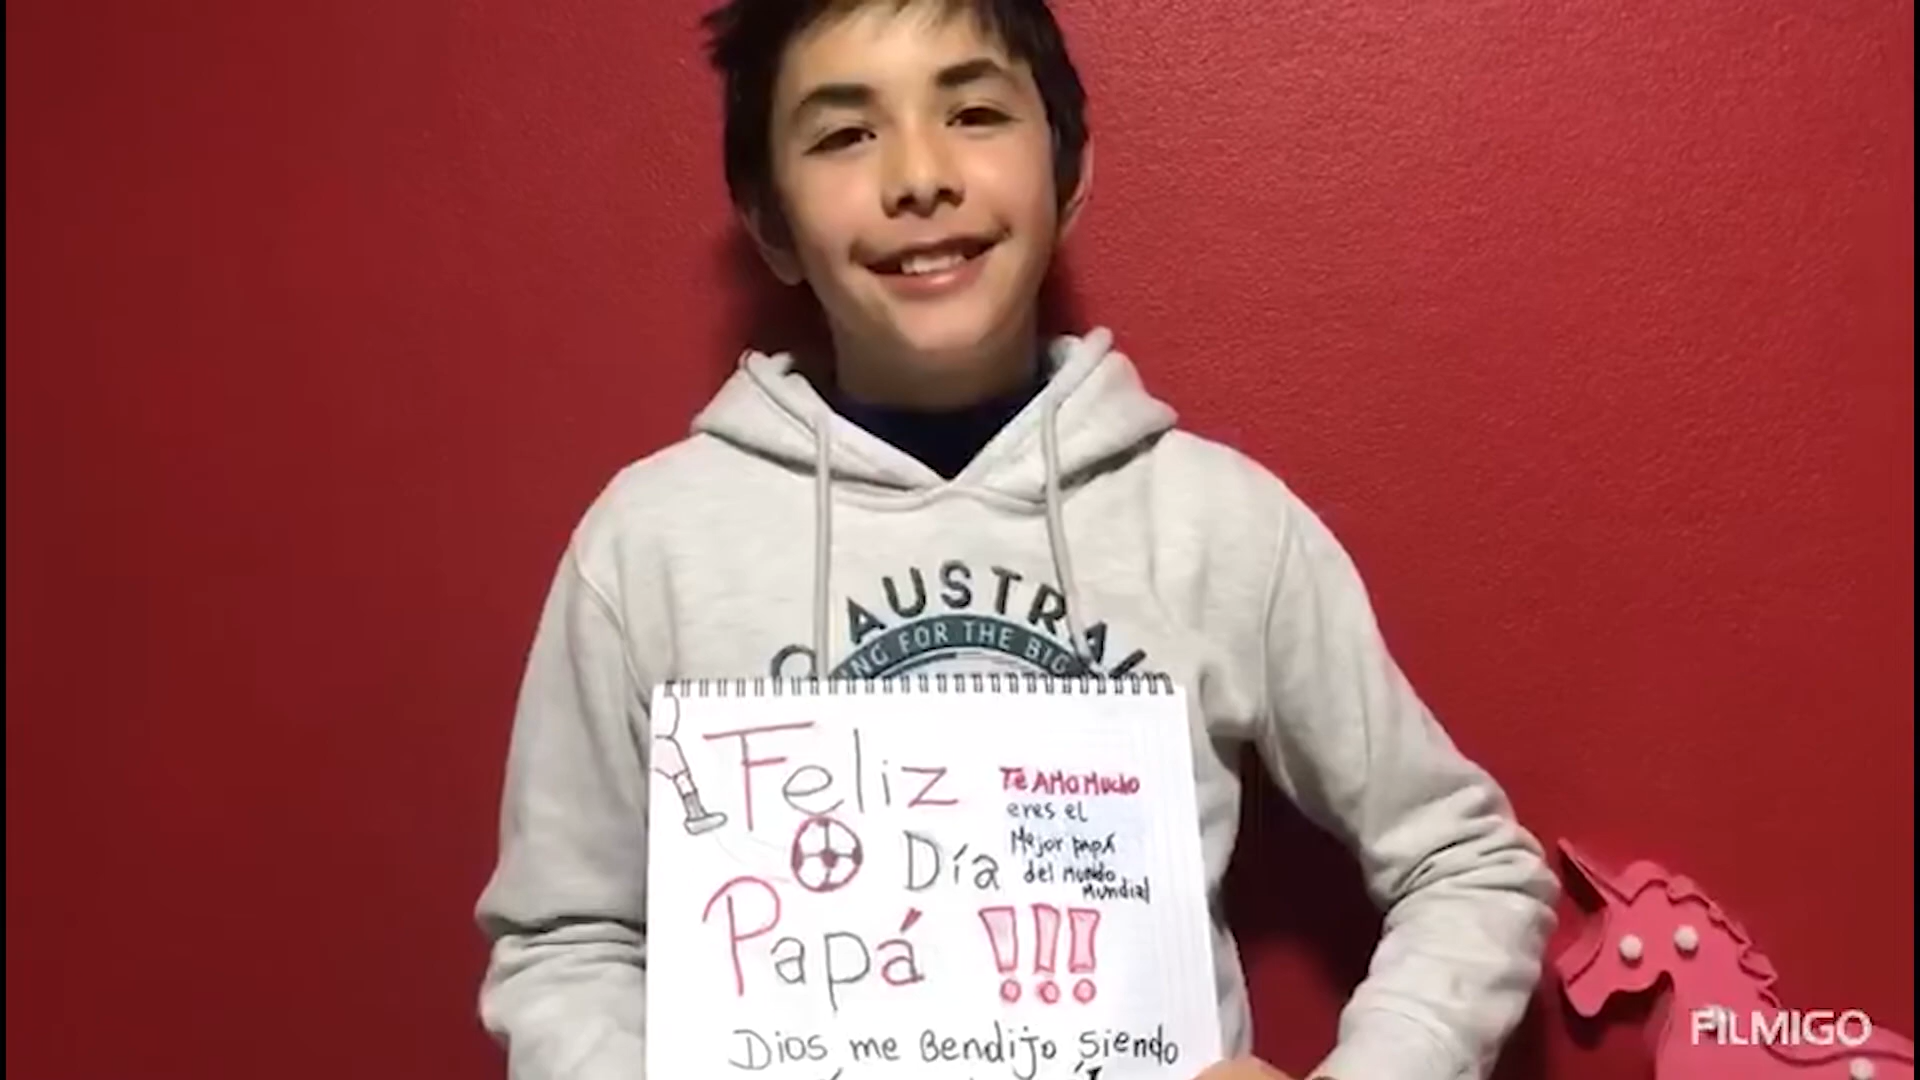 AUSTRAL
NG FOR THE BIG
Feliz
Día
Papá !!!
Te AMo Mucho
eres el
Mejor papá
del mundo
Mundial
Dios me Bendijo Siendo
FILMIGO